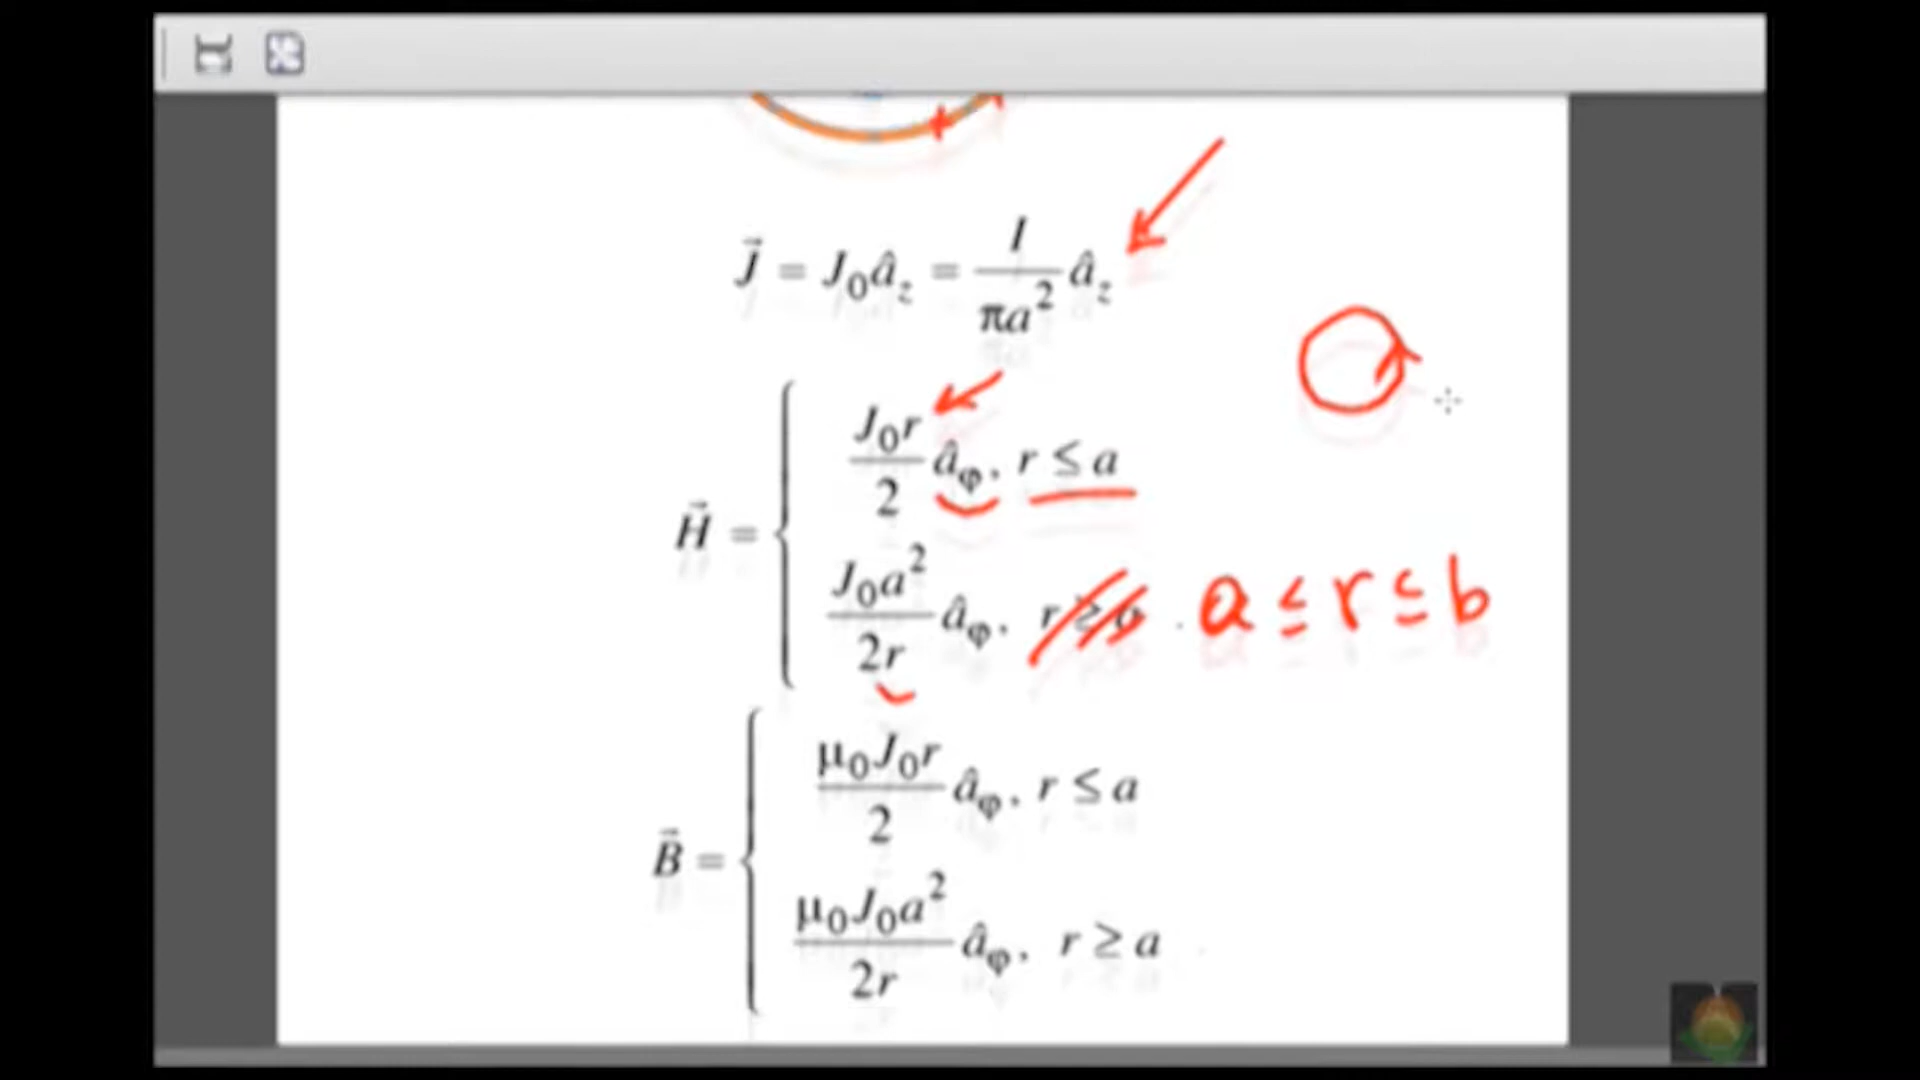 J⃗ = J₀â_z = I/(πa²) â_z
H⃗ = { (J₀r)/2 â_φ, r ≤ a
(J₀a²)/(2r) â_φ, r ≥ a . a ≤ r ≤ b
B⃗ = { (μ₀J₀r)/2 â_φ, r ≤ a
(μ₀J₀a²)/(2r) â_φ, r ≥ a